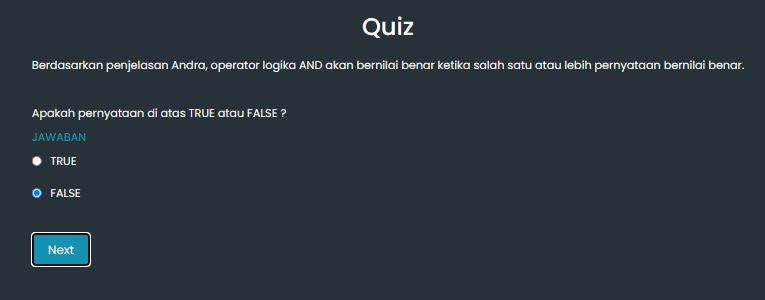 Quiz
Berdasarkan penjelasan Andra, operator logika AND akan bernilai benar ketika salah satu atau lebih pernyataan bernilai benar.
Apakah pernyataan di atas TRUE atau FALSE ?
JAWABAN
TRUE
FALSE
Next